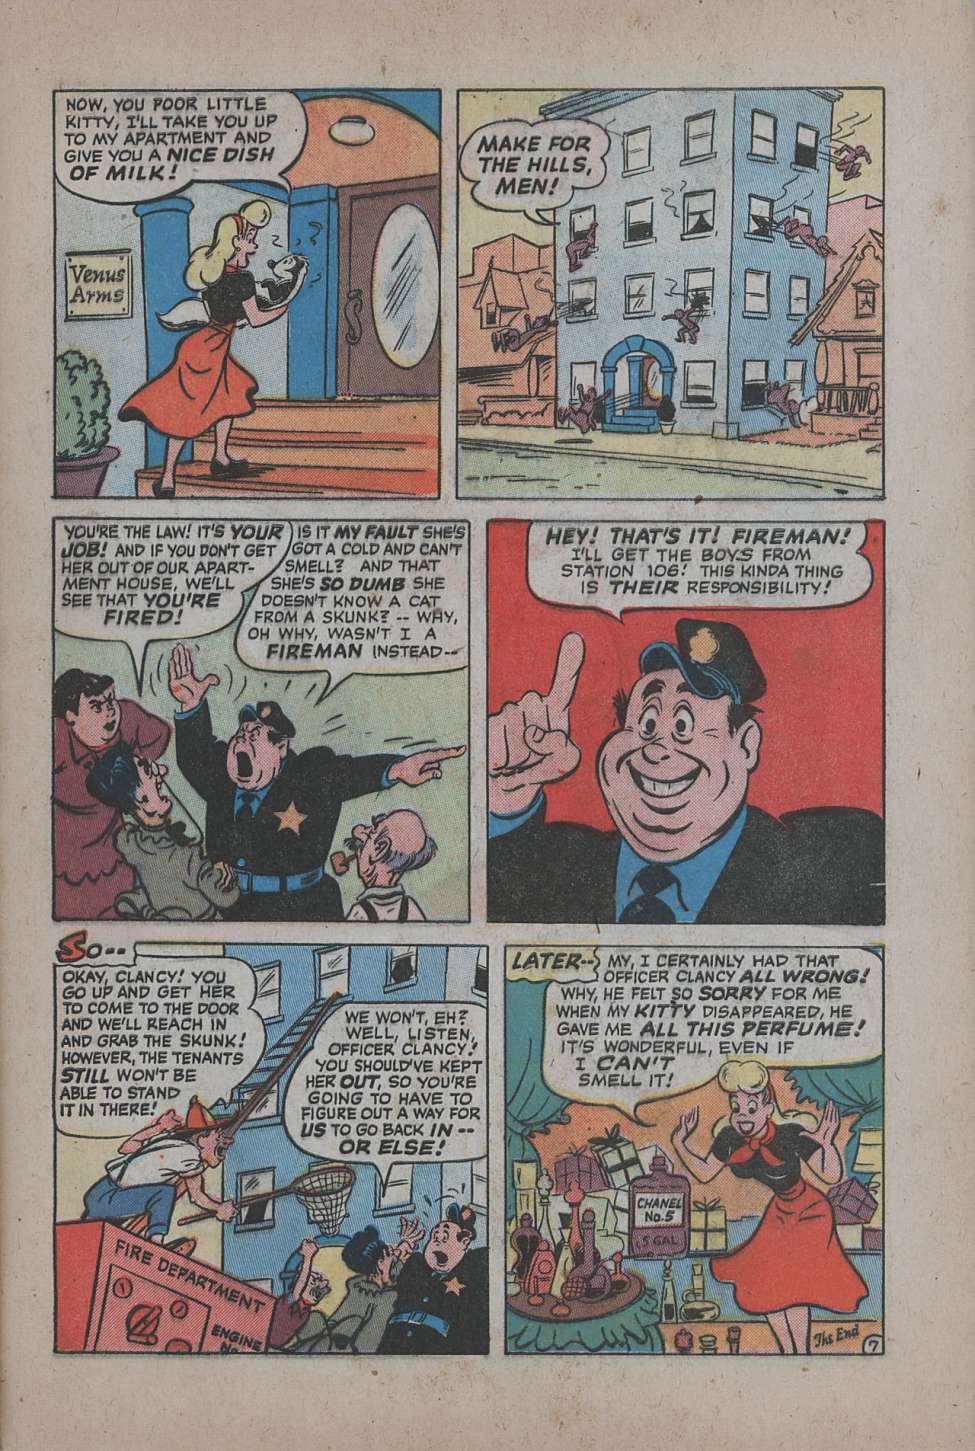 NOW, YOU POOR LITTLE
KITTY, I'LL TAKE YOU UP
TO MY APARTMENT AND
GIVE YOU A NICE DISH
OF MILK!
Venus
Arms
MAKE FOR
THE HILLS,
MEN!
YOU'RE THE LAW! IT'S YOUR
JOB! AND IF YOU DON'T GET
HER OUT OF OUR APART-
MENT HOUSE, WE'LL
SEE THAT YOU'RE
FIRED!
IS IT MY FAULT SHE'S
GOT A COLD AND CAN'T
SMELL? AND THAT
SHE'S SO DUMB SHE
DOESN'T KNOW A CAT
FROM A SKUNK? -- WHY,
OH WHY, WASN'T I A
FIREMAN INSTEAD--
HEY! THAT'S IT! FIREMAN!
I'LL GET THE BOYS FROM
STATION 106! THIS KINDA THING
IS THEIR RESPONSIBILITY!
SO--
OKAY, CLANCY! YOU
GO UP AND GET HER
TO COME TO THE DOOR
AND WE'LL REACH IN
AND GRAB THE SKUNK!
HOWEVER, THE TENANTS
STILL WON'T BE
ABLE TO STAND
IT IN THERE!
WE WON'T, EH?
WELL, LISTEN,
OFFICER CLANCY!
YOU SHOULD'VE KEPT
HER OUT, SO YOU'RE
GOING TO HAVE TO
FIGURE OUT A WAY FOR
US TO GO BACK IN --
OR ELSE!
FIRE DEPARTMENT
ENGINE
No.
LATER--
MY, I CERTAINLY HAD THAT
OFFICER CLANCY ALL WRONG!
WHY, HE FELT SO SORRY FOR ME
WHEN MY KITTY DISAPPEARED, HE
GAVE ME ALL THIS PERFUME!
IT'S WONDERFUL, EVEN IF
I CAN'T
SMELL IT!
CHANEL
No. 5
.5 GAL
The End
7